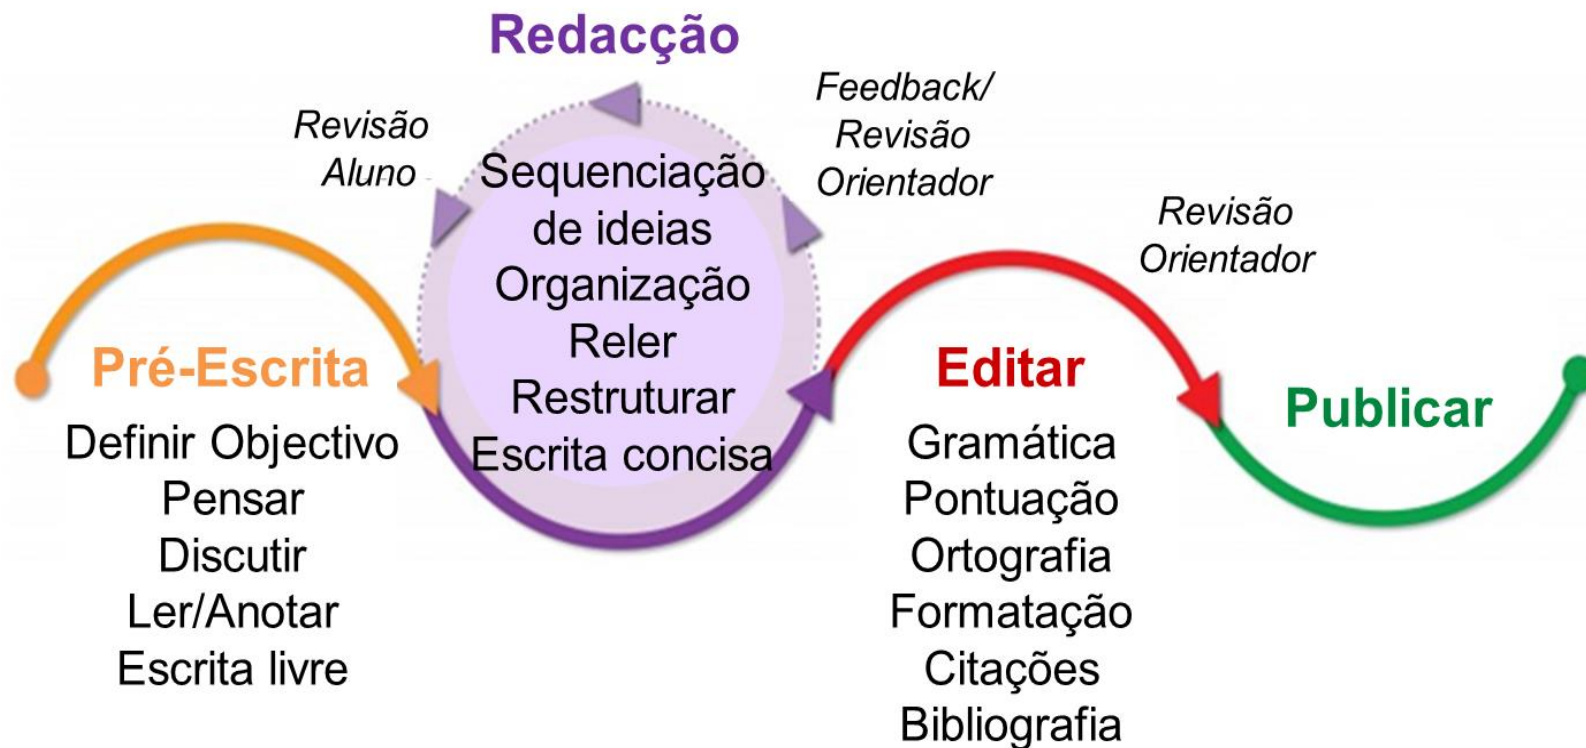 Redacção
Revisão
Aluno
Feedback/
Revisão
Orientador
Sequenciação
de ideias
Organização
Reler
Restruturar
Escrita concisa
Revisão
Orientador
Pré-Escrita
Definir Objectivo
Pensar
Discutir
Ler/Anotar
Escrita livre
Editar
Gramática
Pontuação
Ortografia
Formatação
Citações
Bibliografia
Publicar